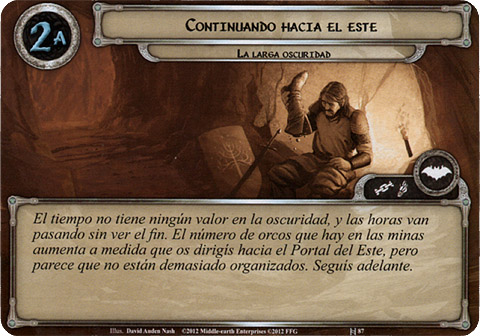 2A
CONTINUANDO HACIA EL ESTE
LA LARGA OSCURIDAD
El tiempo no tiene ningún valor en la oscuridad, y las horas van
pasando sin ver el fin. El número de orcos que hay en las minas
aumenta a medida que os dirigís hacia el Portal del Este, pero
parece que no están demasiado organizados. Seguís adelante.
Illus. David Auden Nash ©2012 Middle-earth Enterprises ©2012 FFG 87